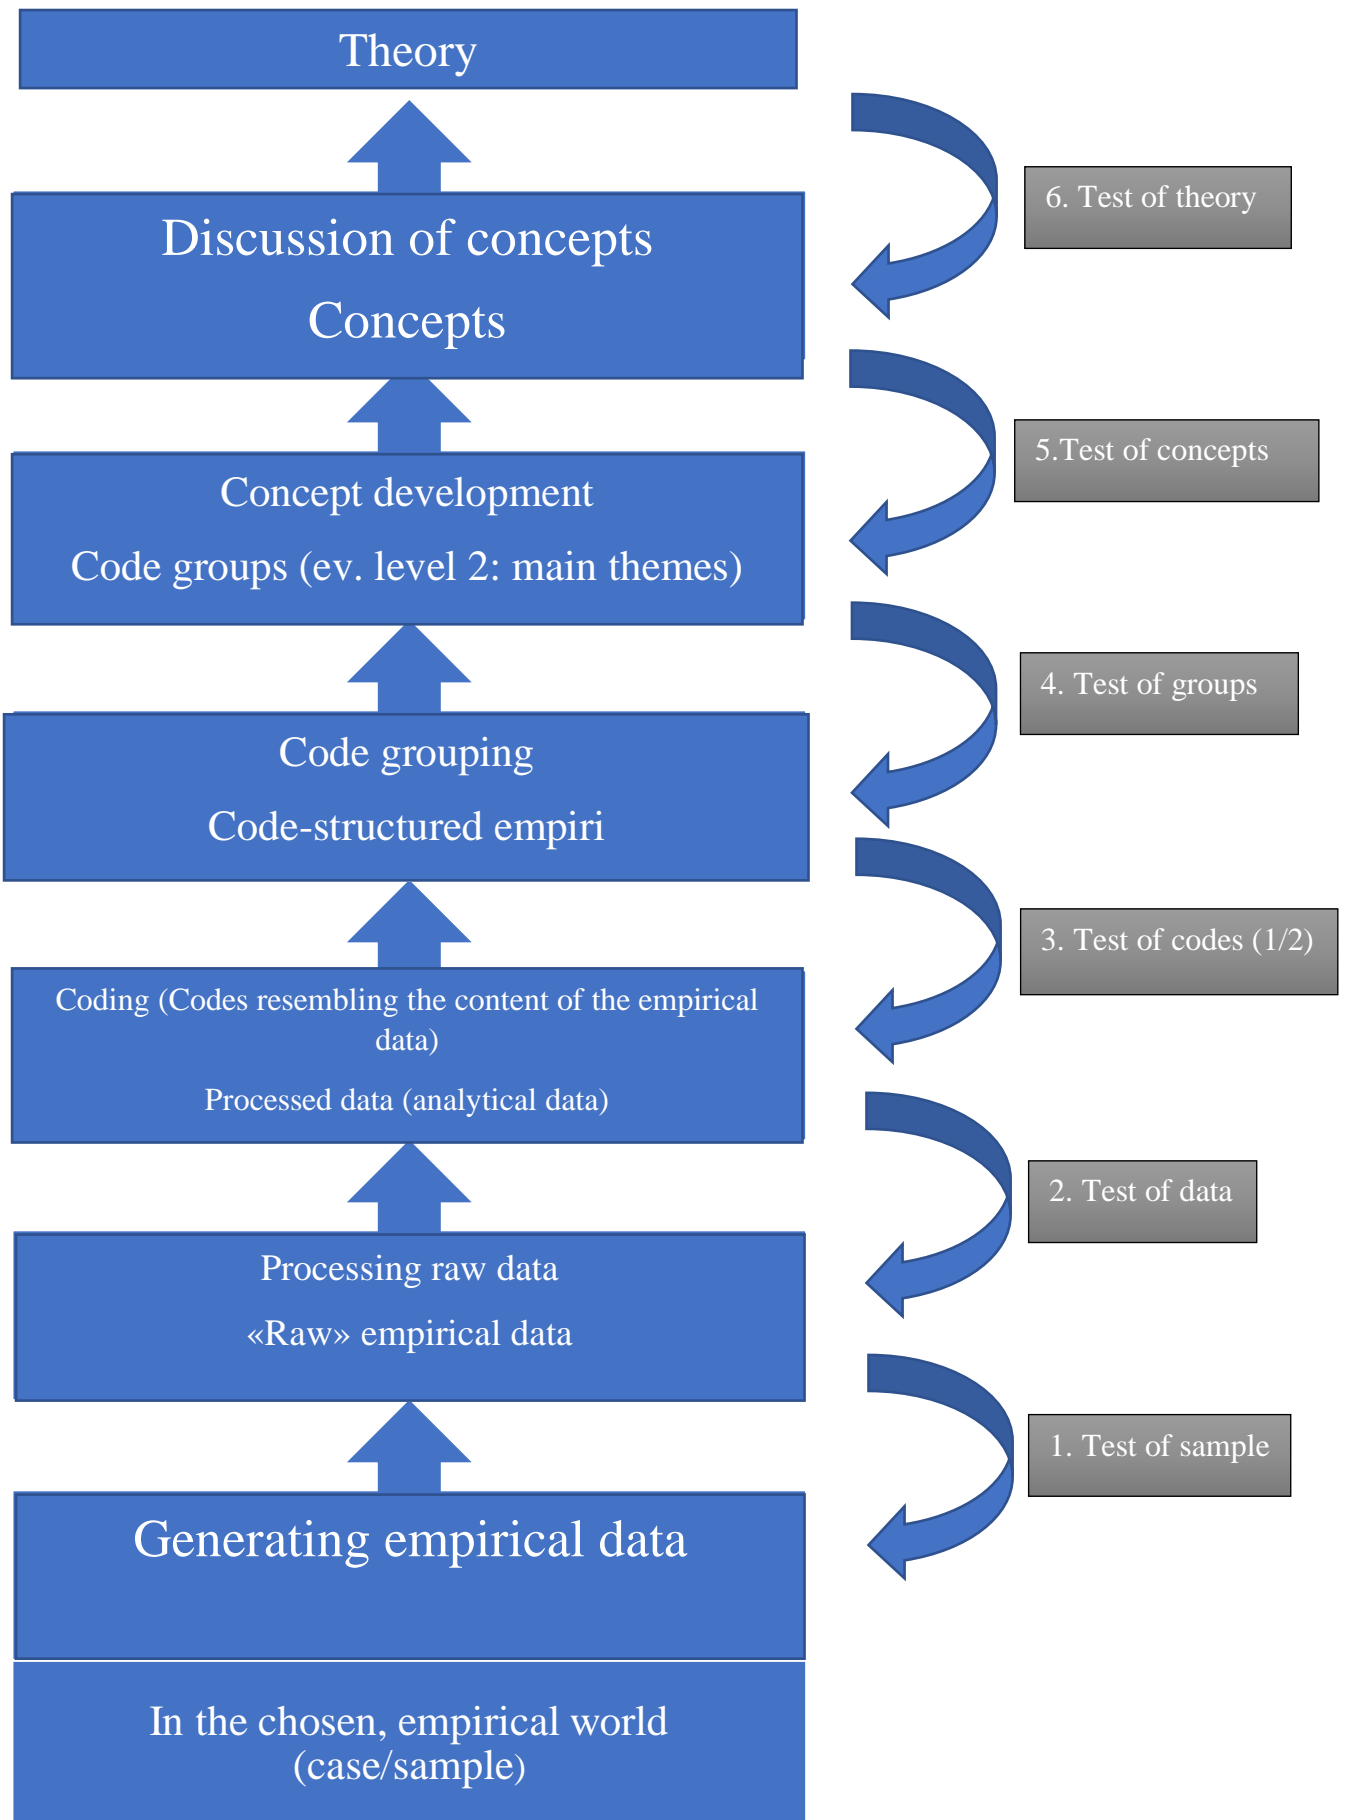 Theory
6. Test of theory
Discussion of concepts
Concepts
5.Test of concepts
Concept development
Code groups (ev. level 2: main themes)
4. Test of groups
Code grouping
Code-structured empiri
3. Test of codes (1/2)
Coding (Codes resembling the content of the empirical
data)
Processed data (analytical data)
2. Test of data
Processing raw data
«Raw» empirical data
1. Test of sample
Generating empirical data
In the chosen, empirical world
(case/sample)